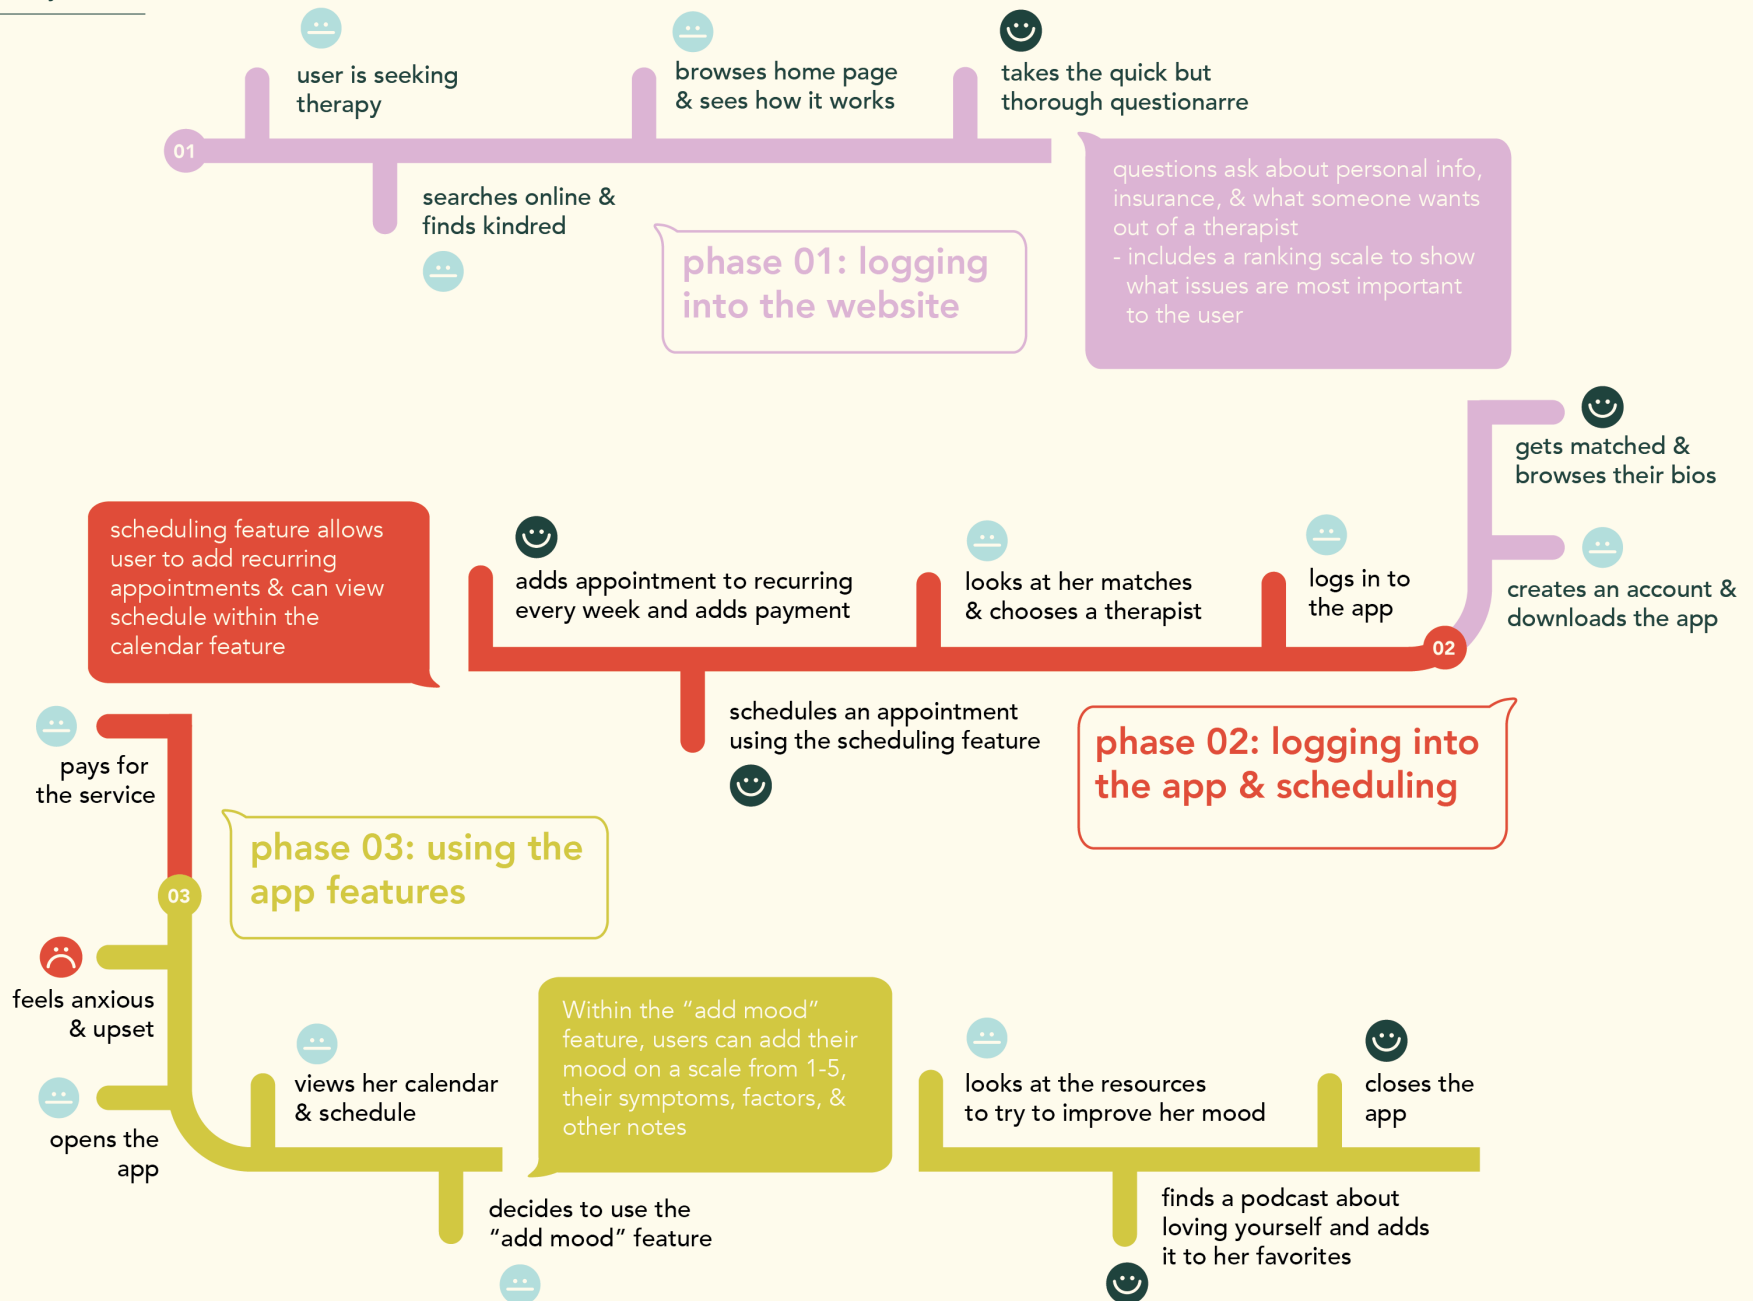 user is seeking
therapy
browses home page
& sees how it works
takes the quick but
thorough questionarre
01
searches online &
finds kindred
phase 01: logging
into the website
questions ask about personal info,
insurance, & what someone wants
out of a therapist
- includes a ranking scale to show
what issues are most important
to the user
gets matched &
browses their bios
creates an account &
downloads the app
02
logs in to
the app
looks at her matches
& chooses a therapist
schedules an appointment
using the scheduling feature
adds appointment to recurring
every week and adds payment
scheduling feature allows
user to add recurring
appointments & can view
schedule within the
calendar feature
phase 02: logging into
the app & scheduling
pays for
the service
03
phase 03: using the
app features
feels anxious
& upset
opens the
app
views her calendar
& schedule
decides to use the
“add mood” feature
Within the “add mood”
feature, users can add their
mood on a scale from 1-5,
their symptoms, factors, &
other notes
looks at the resources
to try to improve her mood
finds a podcast about
loving yourself and adds
it to her favorites
closes the
app